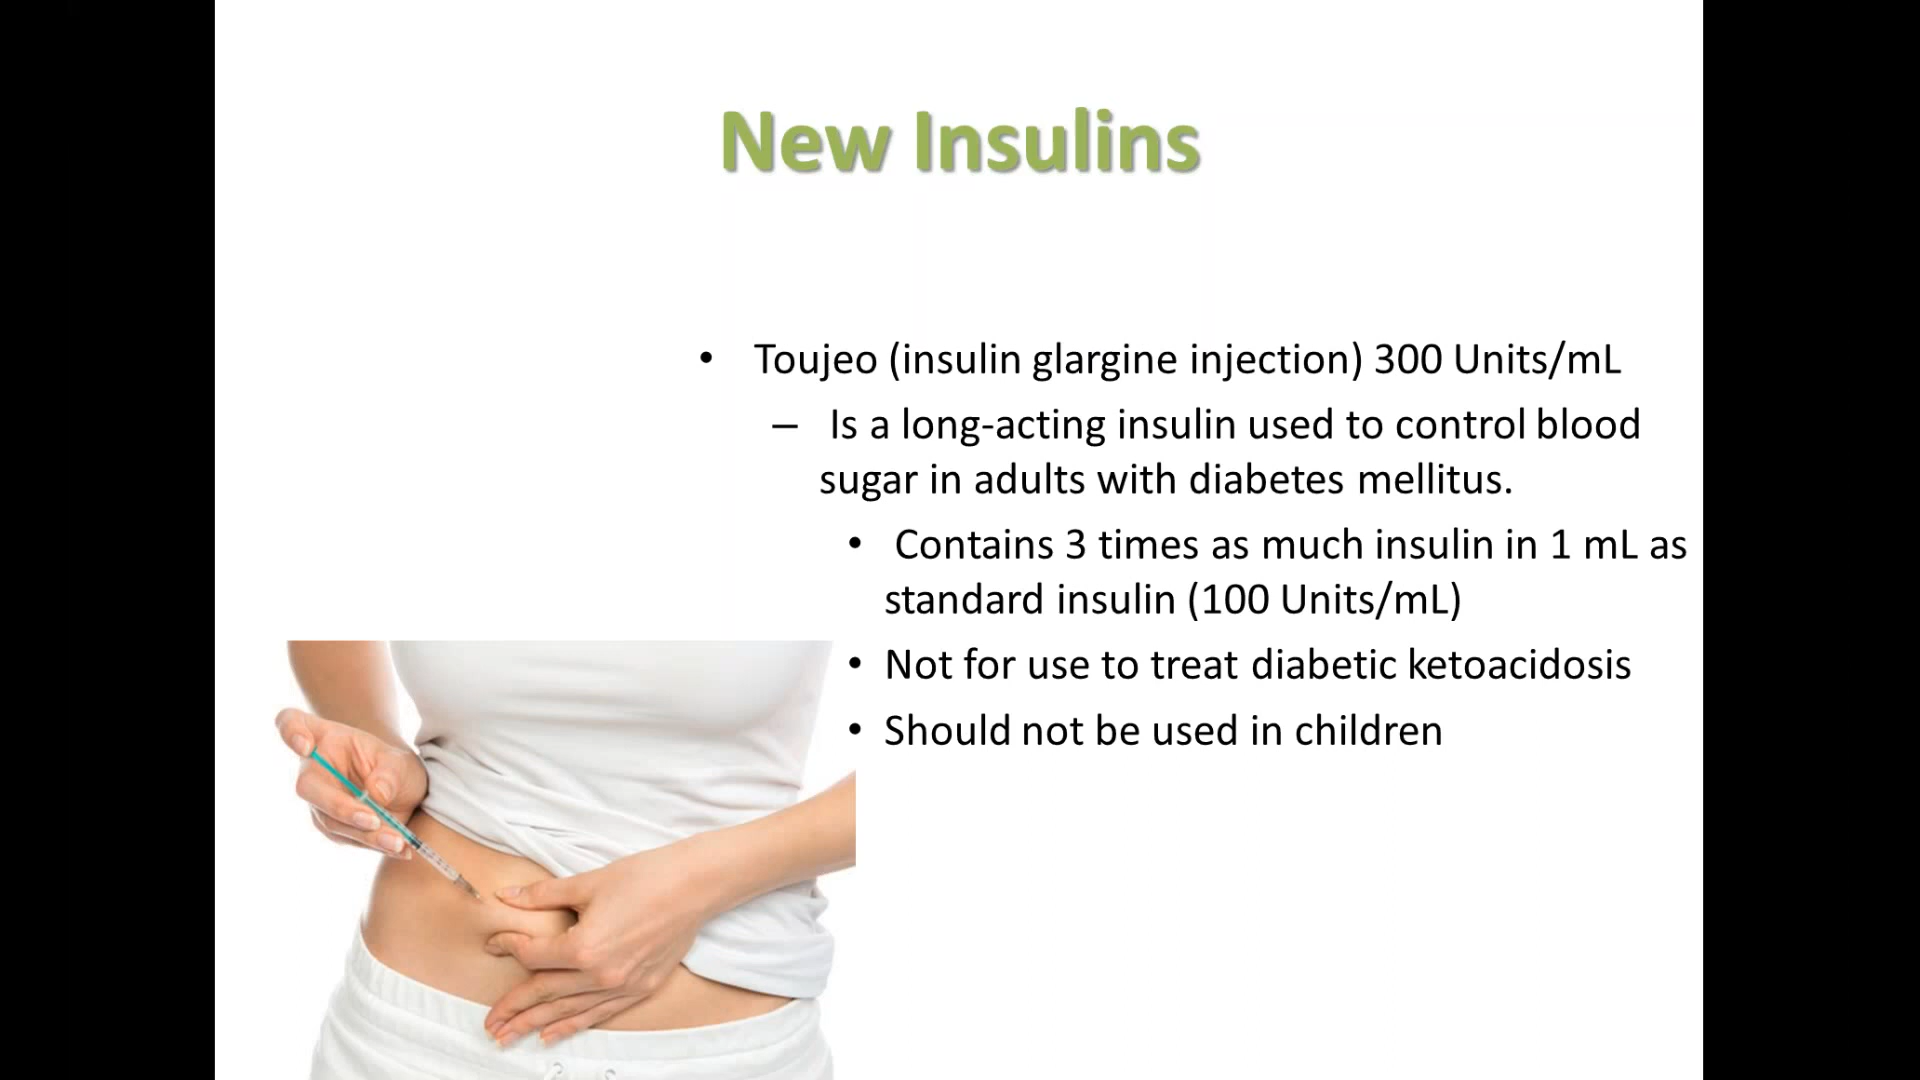 New Insulins
• Toujeo (insulin glargine injection) 300 Units/mL
– Is a long-acting insulin used to control blood
sugar in adults with diabetes mellitus.
• Contains 3 times as much insulin in 1 mL as
standard insulin (100 Units/mL)
• Not for use to treat diabetic ketoacidosis
• Should not be used in children